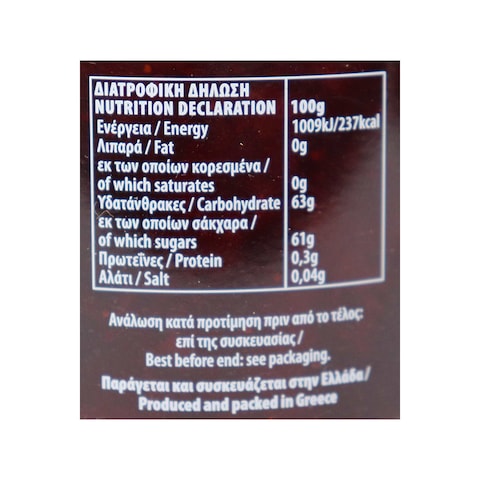 ΔΙΑΤΡΟΦΙΚΗ ΔΗΛΩΣΗ
NUTRITION DECLARATION 100g
Ενέργεια / Energy 1009kJ/237kcal
Λιπαρά / Fat 0g
εκ των οποίων κορεσμένα /
of which saturates 0g
Υδατάνθρακες / Carbohydrate 63g
εκ των οποίων σάκχαρα /
of which sugars 61g
Πρωτεΐνες / Protein 0,3g
Αλάτι / Salt 0,04g
Ανάλωση κατά προτίμηση πριν από το τέλος:
επί της συσκευασίας /
Best before end: see packaging.
Παράγεται και συσκευάζεται στην Ελλάδα /
Produced and packed in Greece